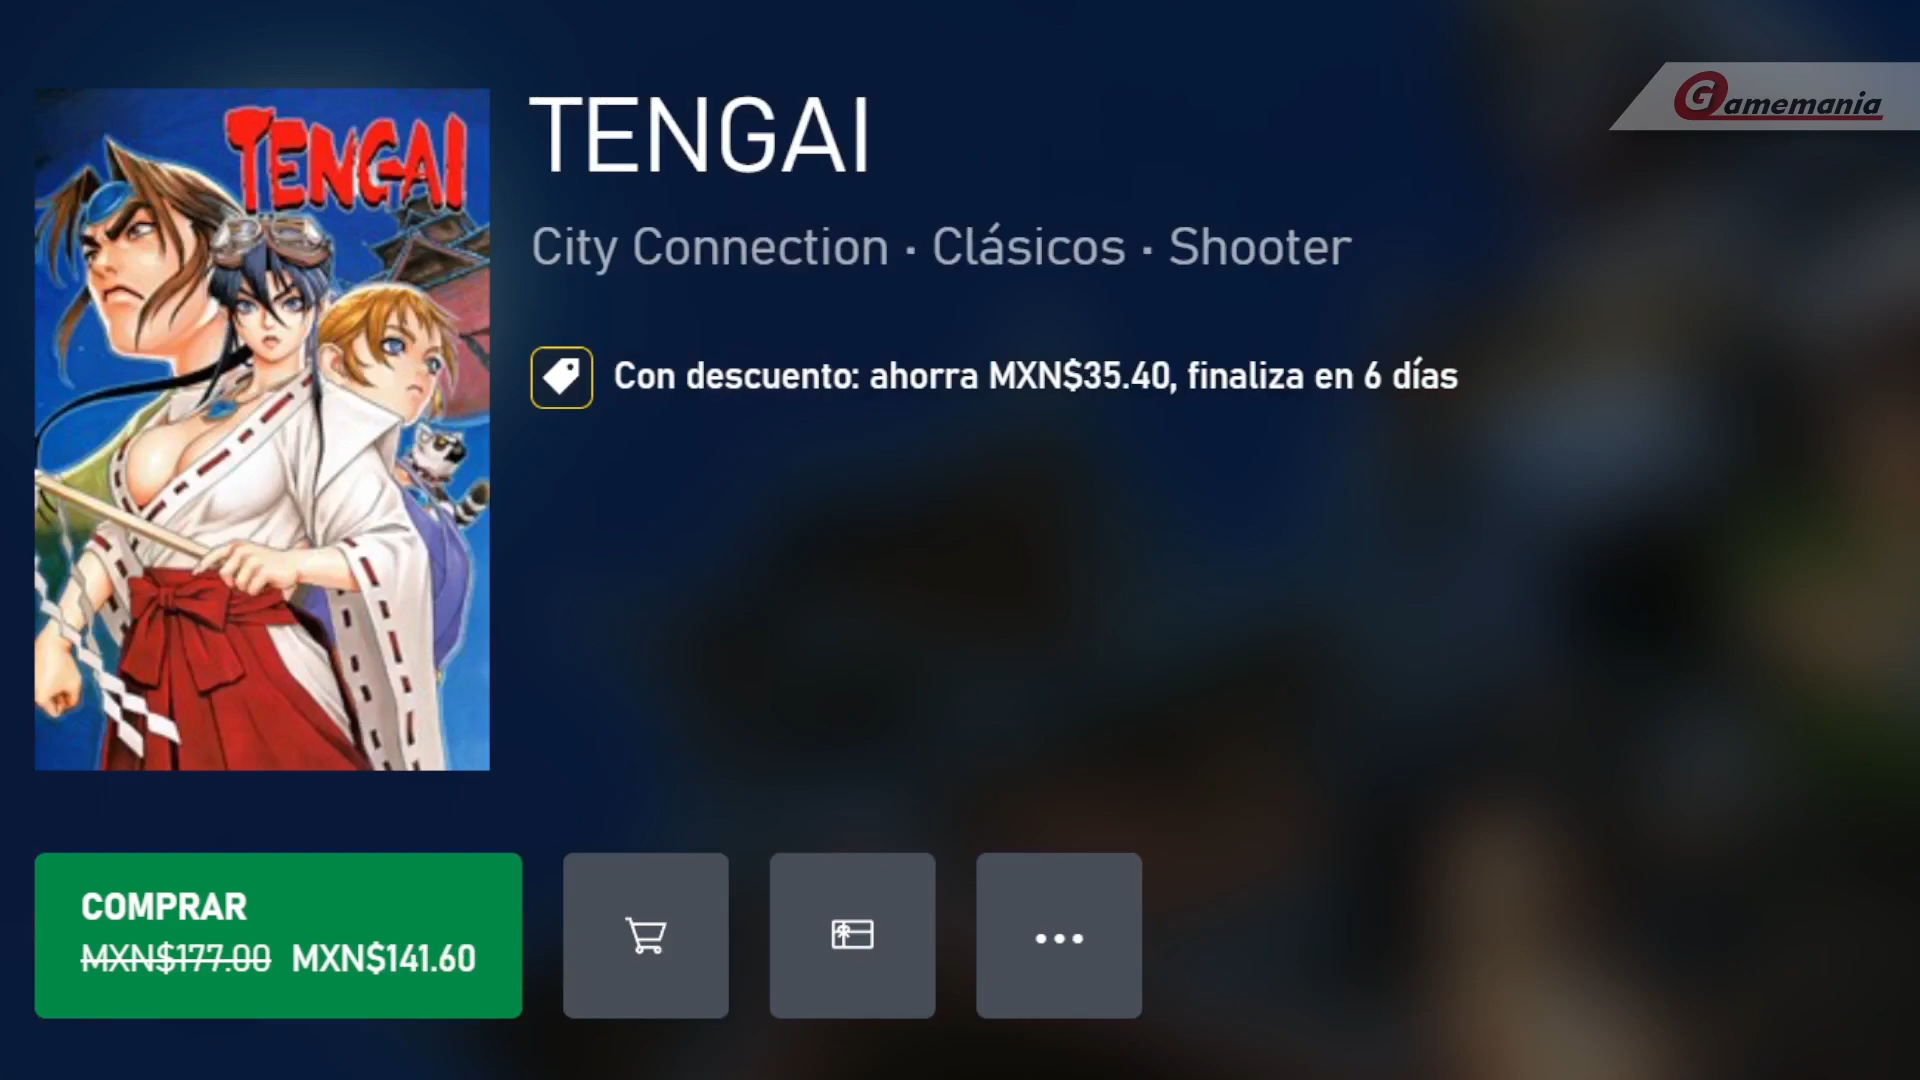 TENGAI
TENGAI
Gamemania
City Connection · Clásicos · Shooter
Con descuento: ahorra MXN$35.40, finaliza en 6 días
COMPRAR
MXN$177.00 MXN$141.60